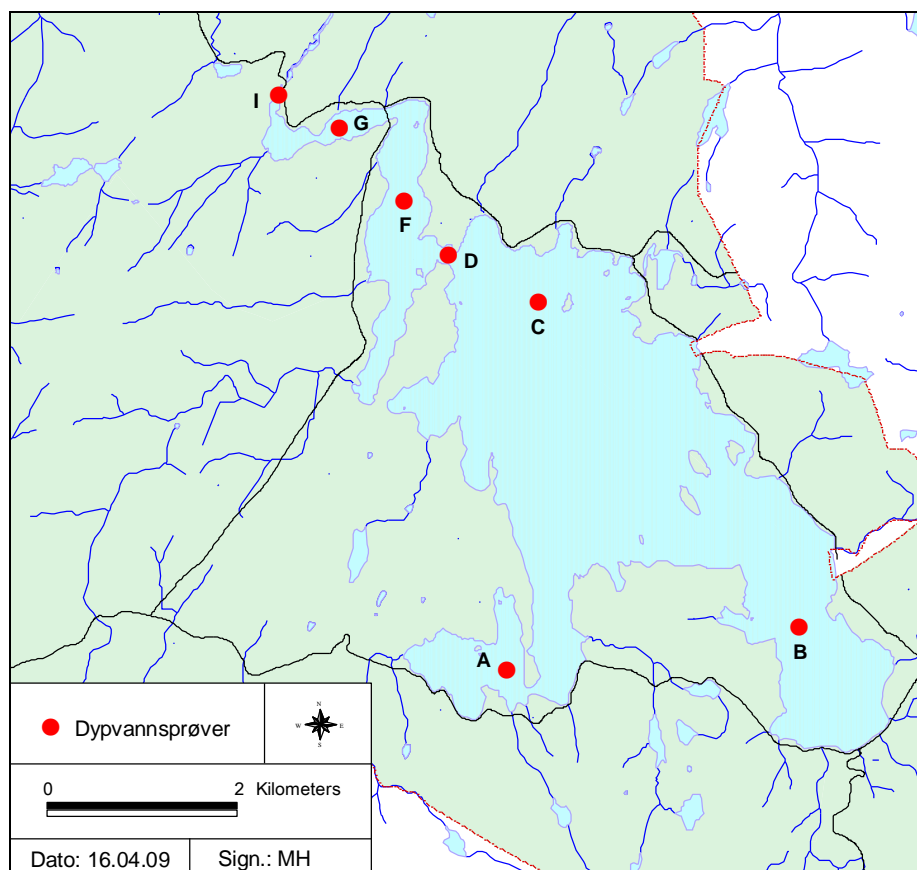 I
G
F
D
C
B
A
Dypvannsprøver
N
W E
S
0 2 Kilometers
Dato: 16.04.09 Sign.: MH